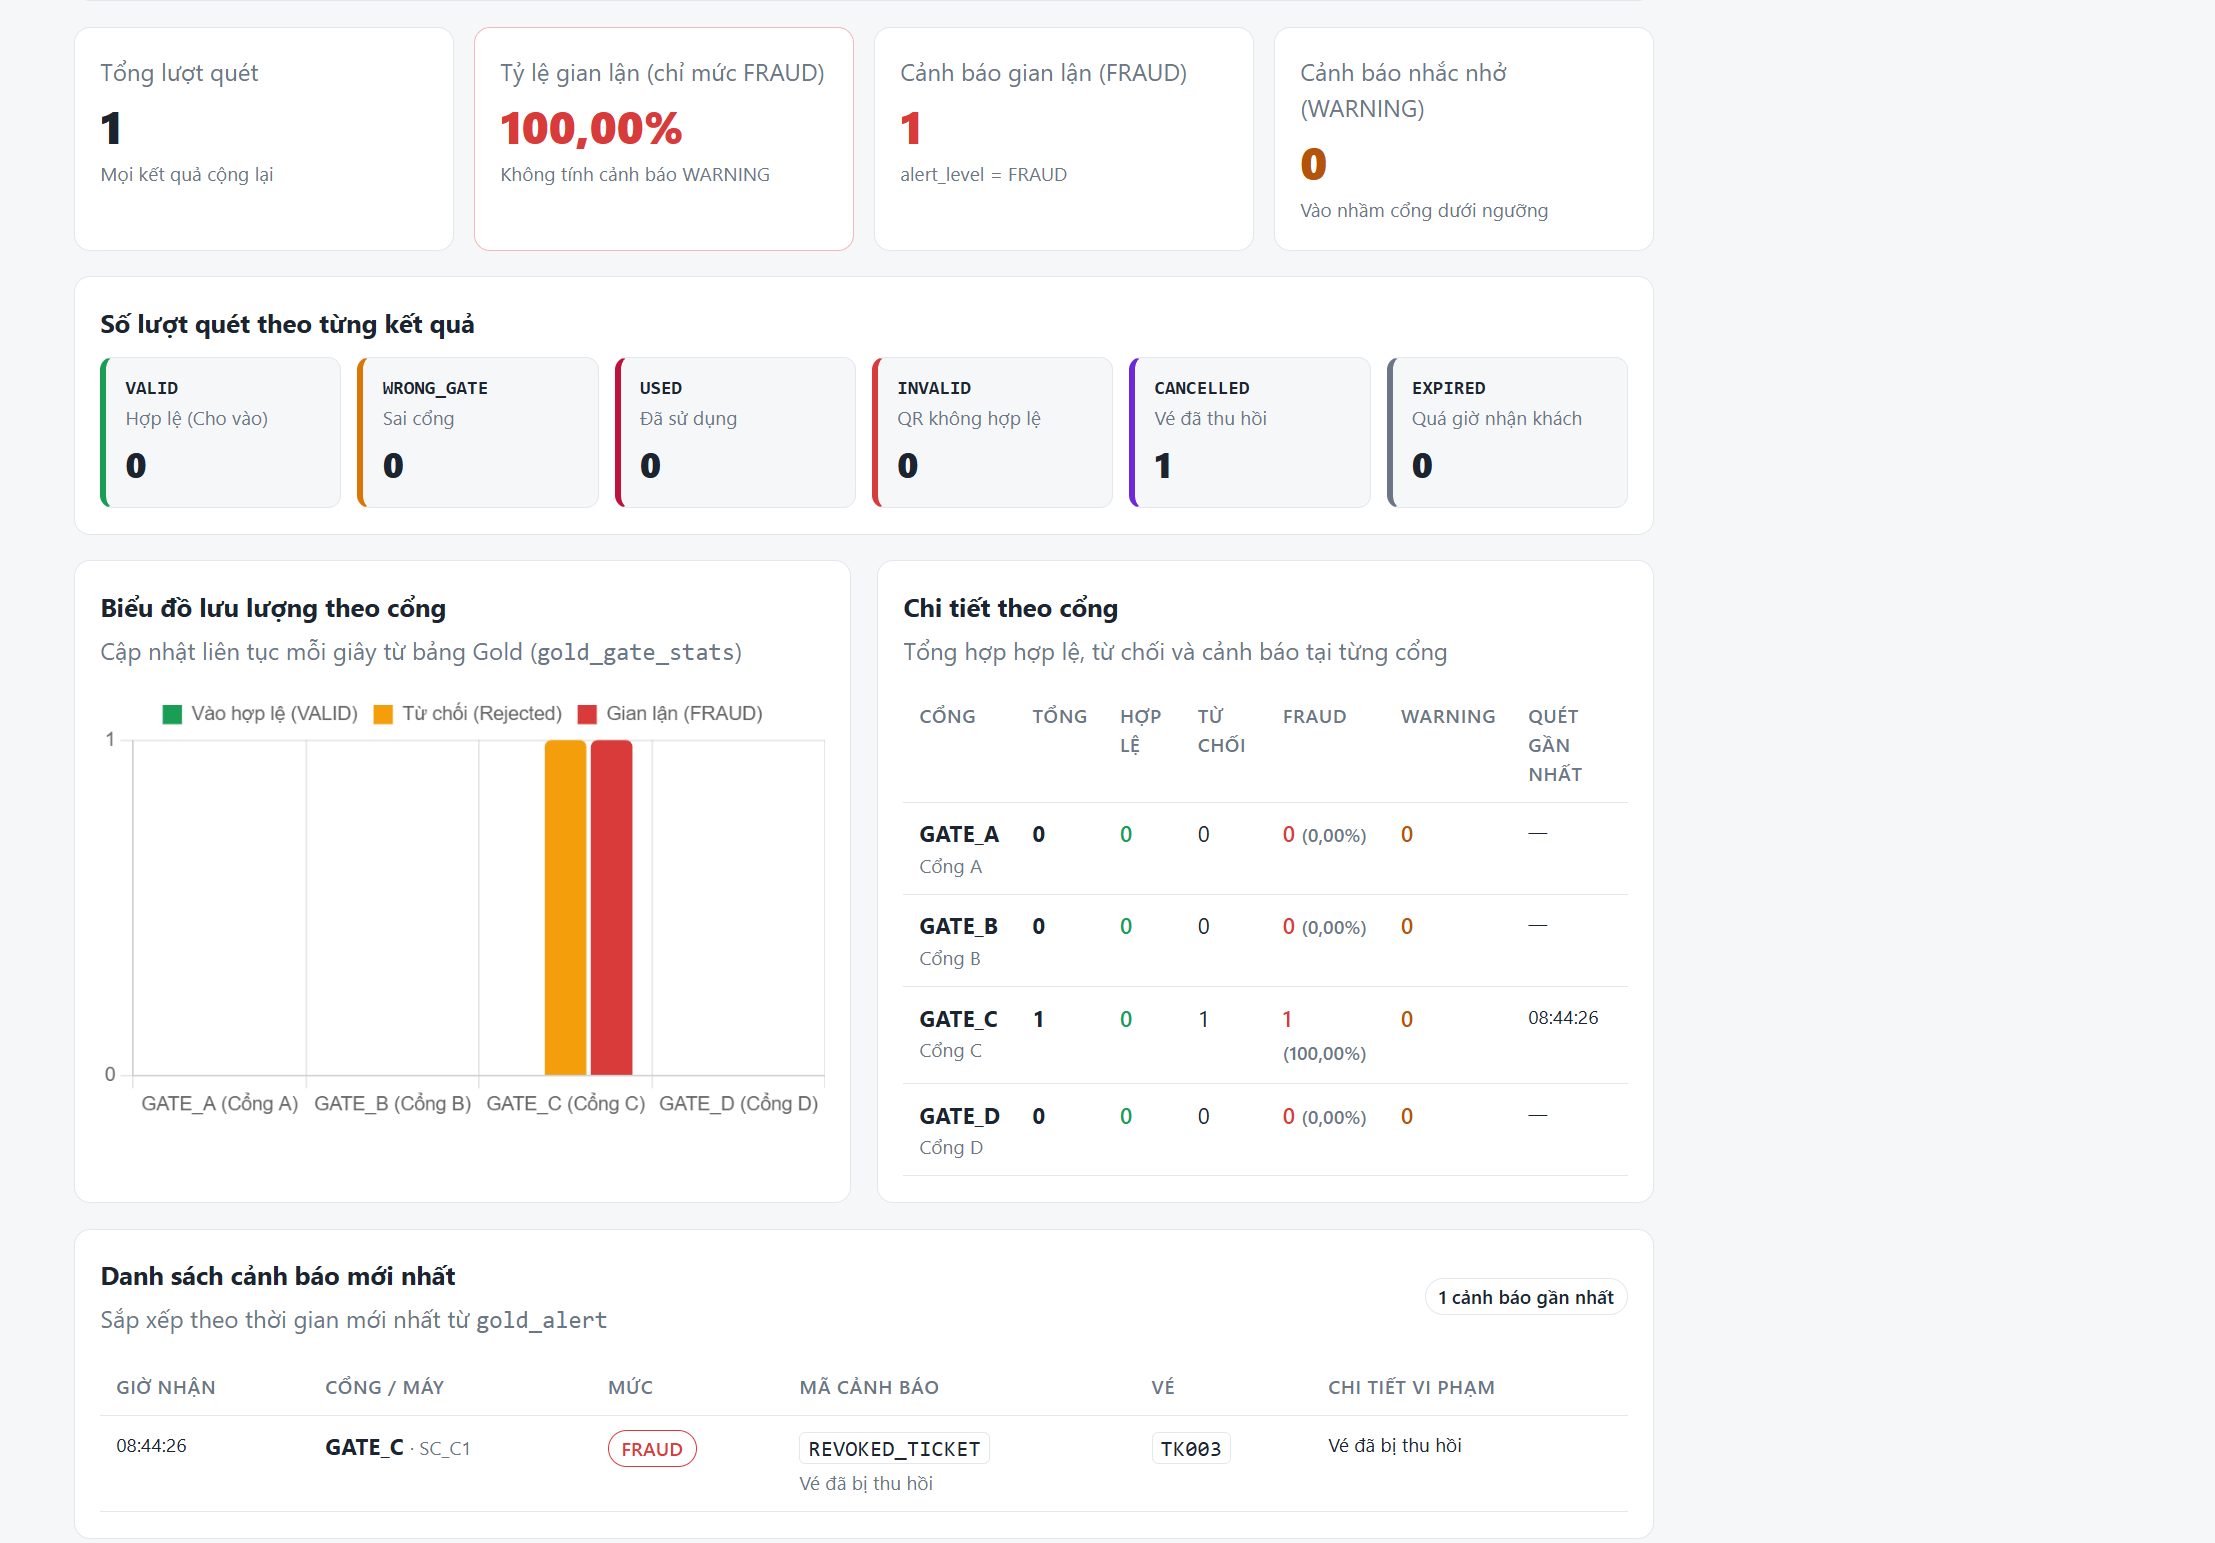 Tổng lượt quét
1
Mọi kết quả cộng lại
Tỷ lệ gian lận (chỉ mức FRAUD)
100,00%
Không tính cảnh báo WARNING
Cảnh báo gian lận (FRAUD)
1
alert_level = FRAUD
Cảnh báo nhắc nhở
(WARNING)
0
Vào nhầm cổng dưới ngưỡng
Số lượt quét theo từng kết quả
VALID
Hợp lệ (Cho vào)
0
WRONG_GATE
Sai cổng
0
USED
Đã sử dụng
0
INVALID
QR không hợp lệ
0
CANCELLED
Vé đã thu hồi
1
EXPIRED
Quá giờ nhận khách
0
Biểu đồ lưu lượng theo cổng
Cập nhật liên tục mỗi giây từ bảng Gold (gold_gate_stats)
Vào hợp lệ (VALID) Từ chối (Rejected) Gian lận (FRAUD)
1
0
GATE_A (Cổng A) GATE_B (Cổng B) GATE_C (Cổng C) GATE_D (Cổng D)
Chi tiết theo cổng
Tổng hợp hợp lệ, từ chối và cảnh báo tại từng cổng
CỔNG TỔNG HỢP TỪ FRAUD WARNING QUÉT
LỆ CHỐI GẦN
NHẤT
GATE_A 0 0 0 0 (0,00%) 0 —
Cổng A
GATE_B 0 0 0 0 (0,00%) 0 —
Cổng B
GATE_C 1 0 1 1 0 08:44:26
Cổng C (100,00%)
GATE_D 0 0 0 0 (0,00%) 0 —
Cổng D
Danh sách cảnh báo mới nhất
Sắp xếp theo thời gian mới nhất từ gold_alert
1 cảnh báo gần nhất
GIỜ NHẬN CỔNG / MÁY MỨC MÃ CẢNH BÁO VÉ CHI TIẾT VI PHẠM
08:44:26 GATE_C · SC_C1 FRAUD REVOKED_TICKET TK003 Vé đã bị thu hồi
Vé đã bị thu hồi